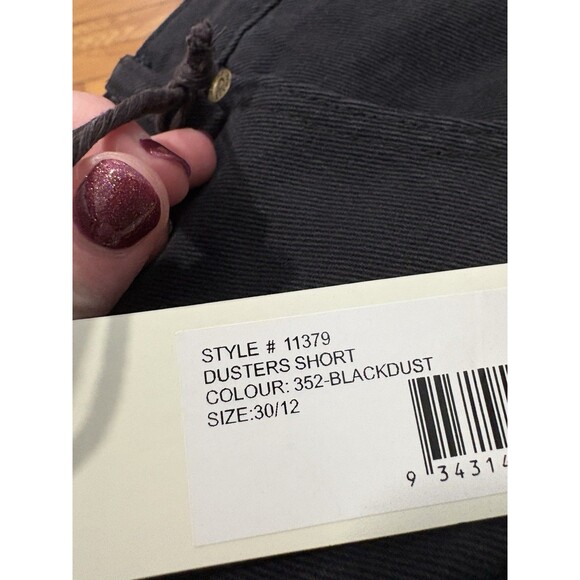 STYLE # 11379
DUSTERS SHORT
COLOUR: 352-BLACKDUST
SIZE:30/12
9 34314